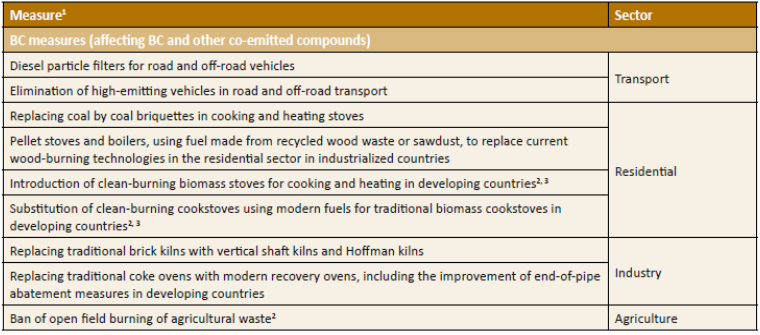 Measure¹ Sector
BC measures (affecting BC and other co-emitted compounds)
Diesel particle filters for road and off-road vehicles
Elimination of high-emitting vehicles in road and off-road transport
Transport
Replacing coal by coal briquettes in cooking and heating stoves
Pellet stoves and boilers, using fuel made from recycled wood waste or sawdust, to replace current
wood-burning technologies in the residential sector in industrialized countries
Introduction of clean-burning biomass stoves for cooking and heating in developing countries²˒ ³
Substitution of clean-burning cookstoves using modern fuels for traditional biomass cookstoves in
developing countries²˒ ³
Residential
Replacing traditional brick kilns with vertical shaft kilns and Hoffman kilns
Replacing traditional coke ovens with modern recovery ovens, including the improvement of end-of-pipe
abatement measures in developing countries
Industry
Ban of open field burning of agricultural waste² Agriculture